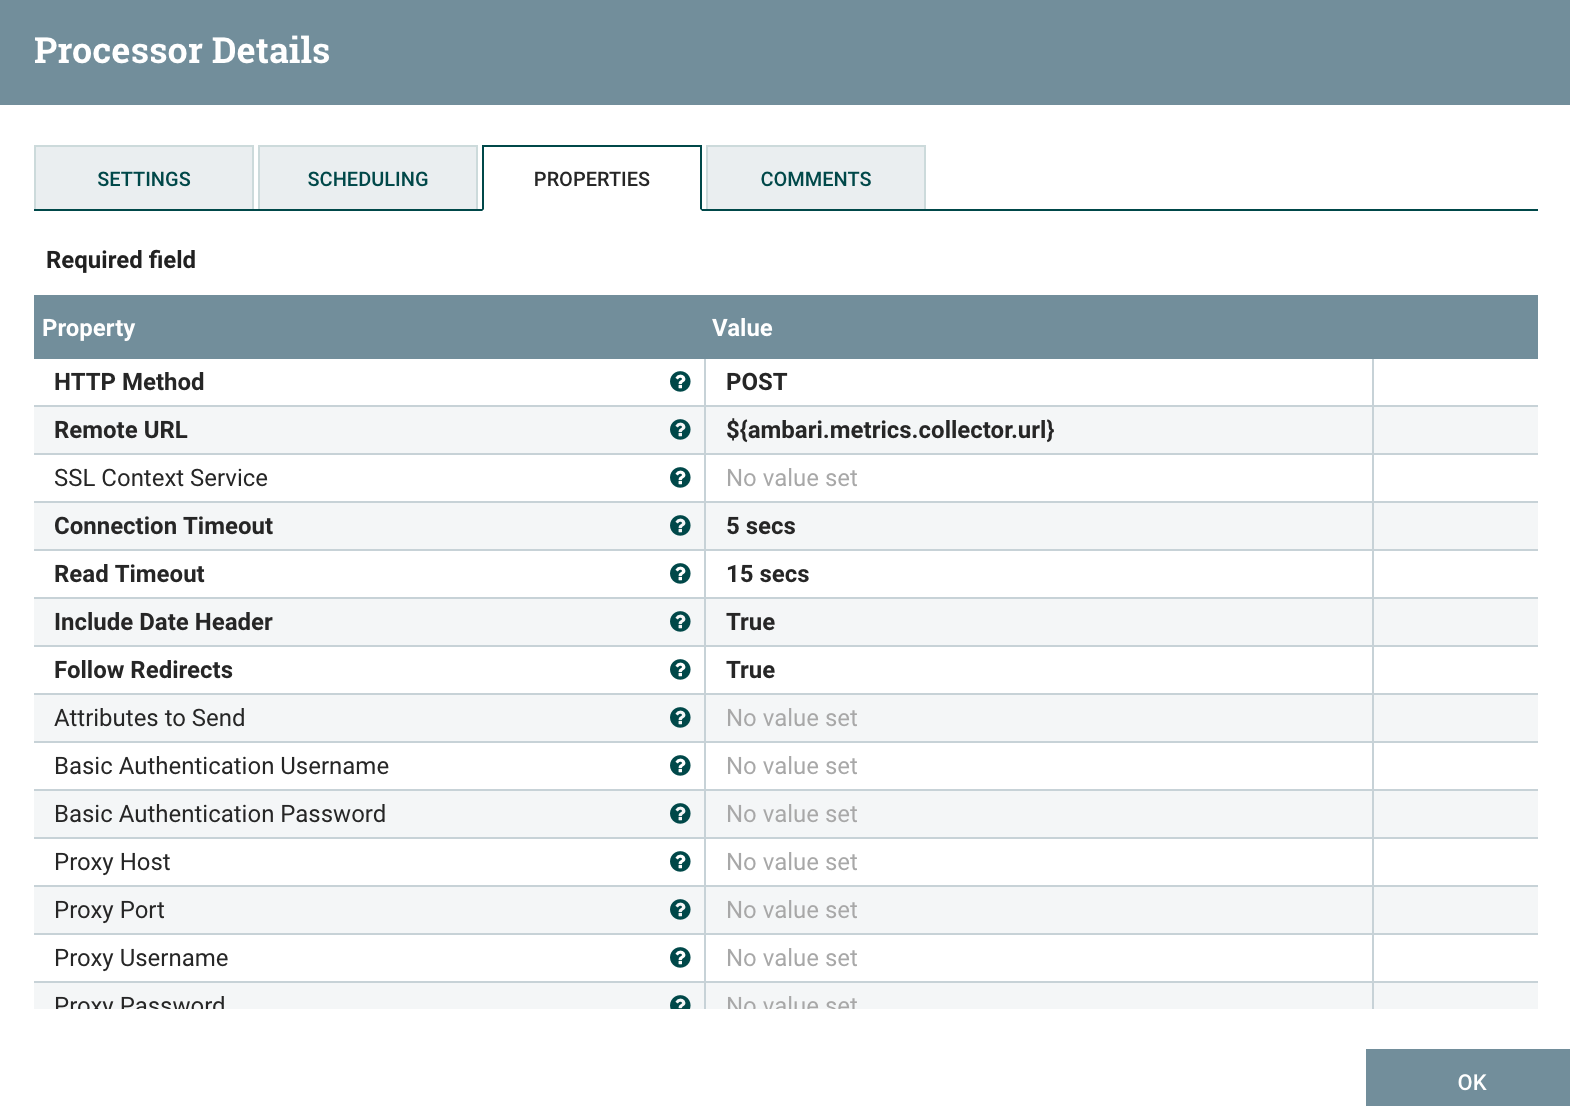 Processor Details
SETTINGS SCHEDULING PROPERTIES COMMENTS
Required field
Property Value
HTTP Method ? POST
Remote URL ? ${ambari.metrics.collector.url}
SSL Context Service ? No value set
Connection Timeout ? 5 secs
Read Timeout ? 15 secs
Include Date Header ? True
Follow Redirects ? True
Attributes to Send ? No value set
Basic Authentication Username ? No value set
Basic Authentication Password ? No value set
Proxy Host ? No value set
Proxy Port ? No value set
Proxy Username ? No value set
Proxy Password ? No value set
OK